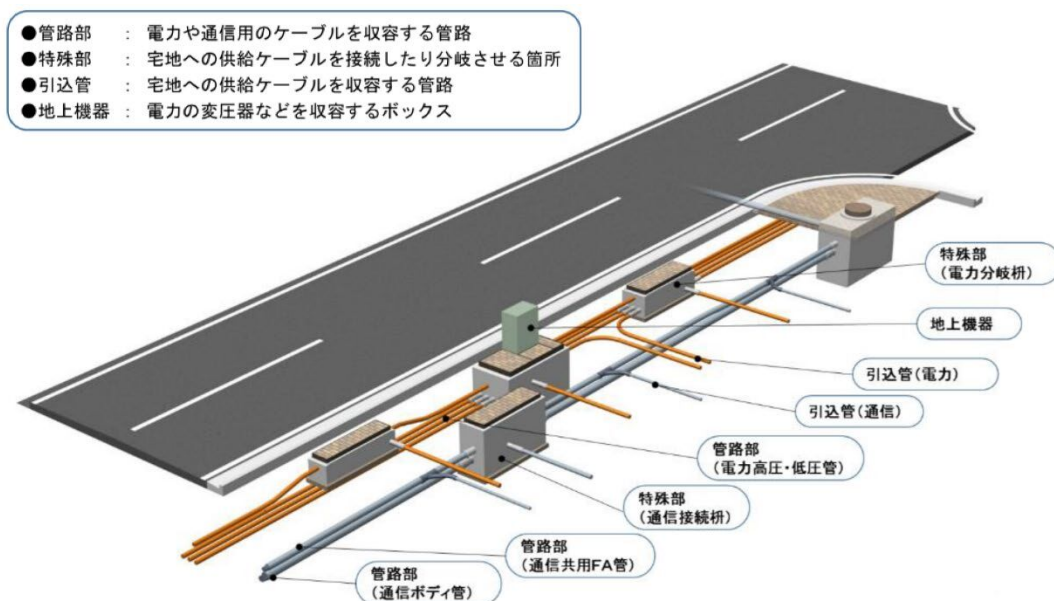 ●管路部 : 電力や通信用のケーブルを収容する管路
●特殊部 : 宅地への供給ケーブルを接続したり分岐させる箇所
●引込管 : 宅地への供給ケーブルを収容する管路
●地上機器 : 電力の変圧器などを収容するボックス
特殊部
(電力分岐枡)
地上機器
引込管(電力)
引込管(通信)
管路部
(電力高圧・低圧管)
特殊部
(通信接続枡)
管路部
(通信共用FA管)
管路部
(通信ボディ管)